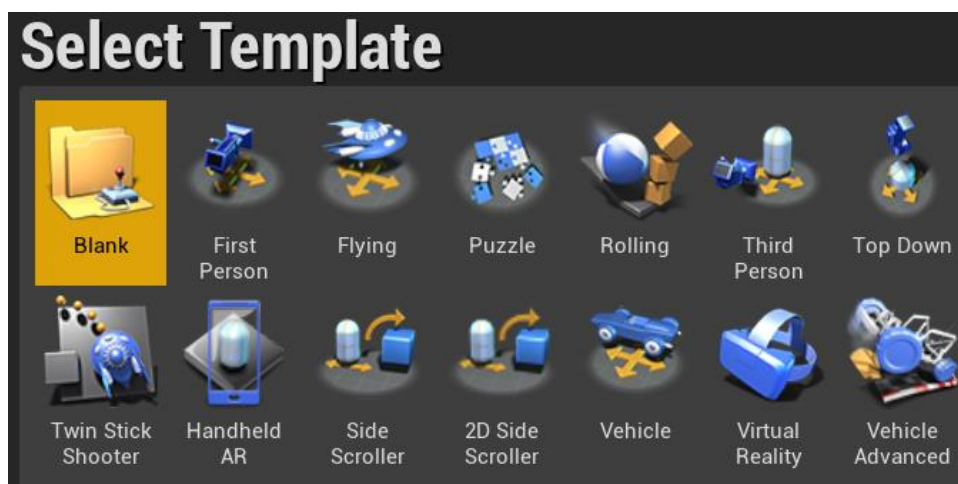 Select Template
Blank
First
Person
Flying
Puzzle
Rolling
Third
Person
Top Down
Twin Stick
Shooter
Handheld
AR
Side
Scroller
2D Side
Scroller
Vehicle
Virtual
Reality
Vehicle
Advanced